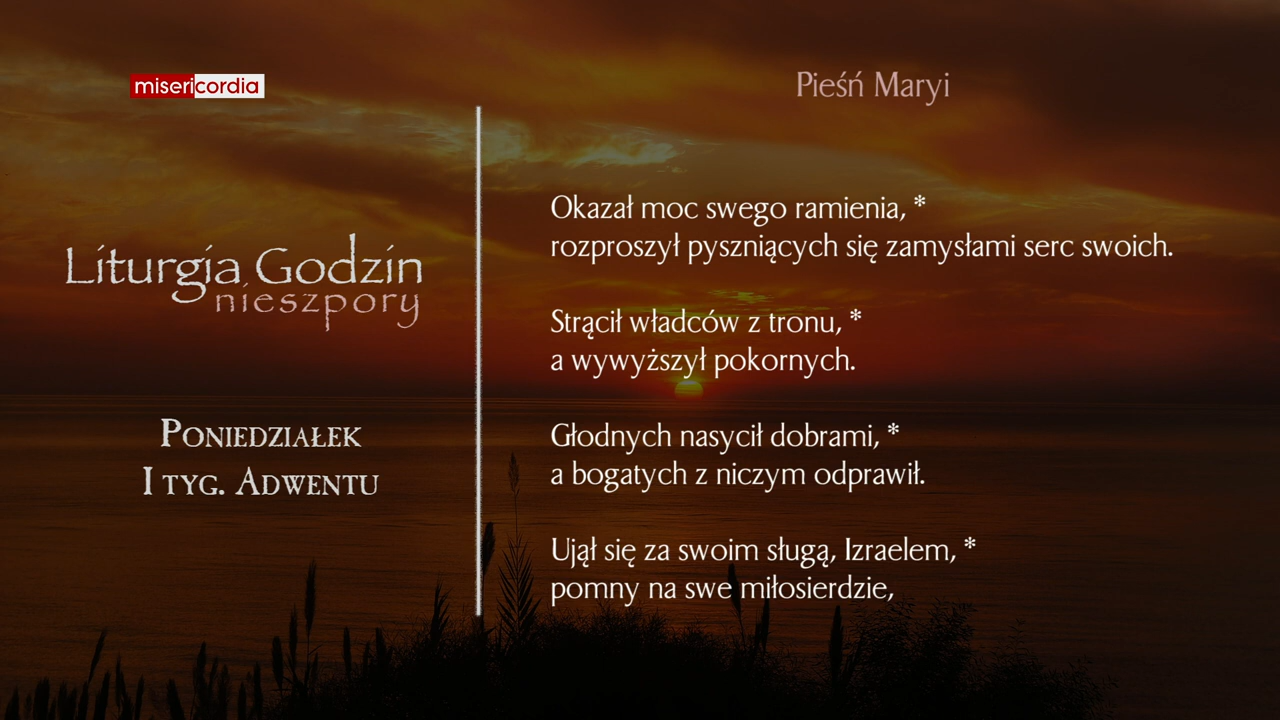 misericordia
Liturgia Godzin
nieszpory
Poniedziałek
I tyg. Adwentu
Pieśń Maryi
Okazał moc swego ramienia, *
rozproszył pyszniących się zamysłami serc swoich.
Strącił władców z tronu, *
a wywyższył pokornych.
Głodnych nasycił dobrami, *
a bogatych z niczym odprawił.
Ujął się za swoim sługą, Izraelem, *
pomny na swe miłosierdzie,